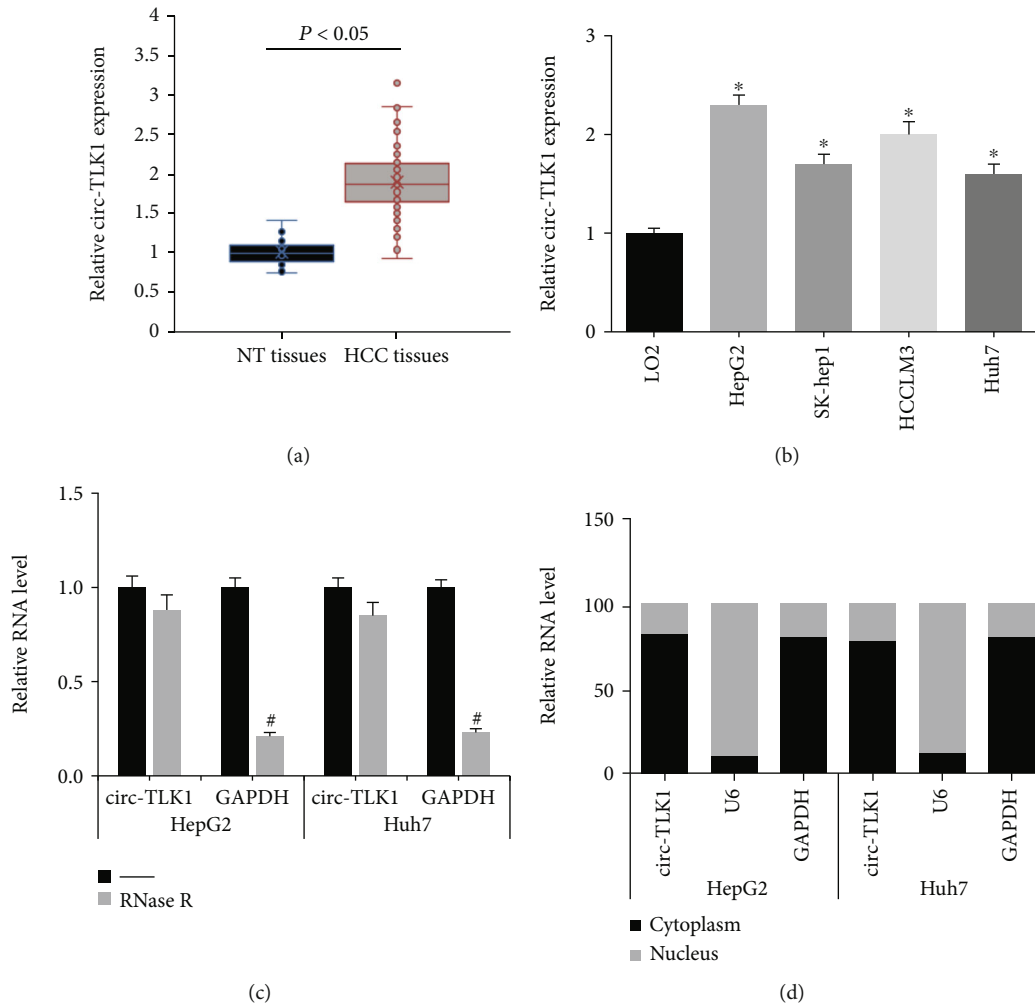 Relative circ-TLK1 expression
4
3.5
3
2.5
2
1.5
1
0.5
0
P < 0.05
NT tissues HCC tissues
(a)
Relative circ-TLK1 expression
3
2
1
0
* * * *
LO2
HepG2
SK-hep1
HCCLM3
Huh7
(b)
Relative RNA level
1.5
1.0
0.5
0.0
# #
circ-TLK1 GAPDH circ-TLK1 GAPDH
HepG2 Huh7
—
RNase R
(c)
Relative RNA level
150
100
50
0
circ-TLK1
U6
GAPDH
circ-TLK1
U6
GAPDH
HepG2 Huh7
Cytoplasm
Nucleus
(d)